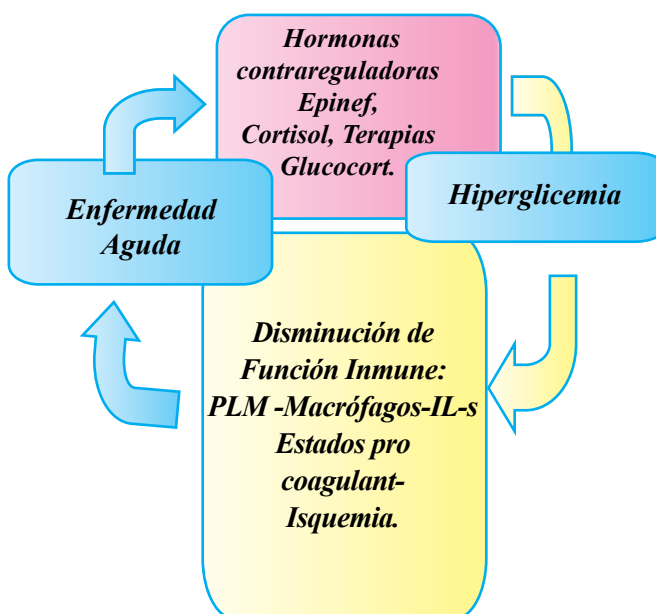 Hormonas
contrareguladoras
Epinef,
Cortisol, Terapias
Glucocort.
Enfermedad
Aguda
Hiperglicemia
Disminución de
Función Inmune:
PLM -Macrófagos-IL-s
Estados pro
coagulant-
Isquemia.